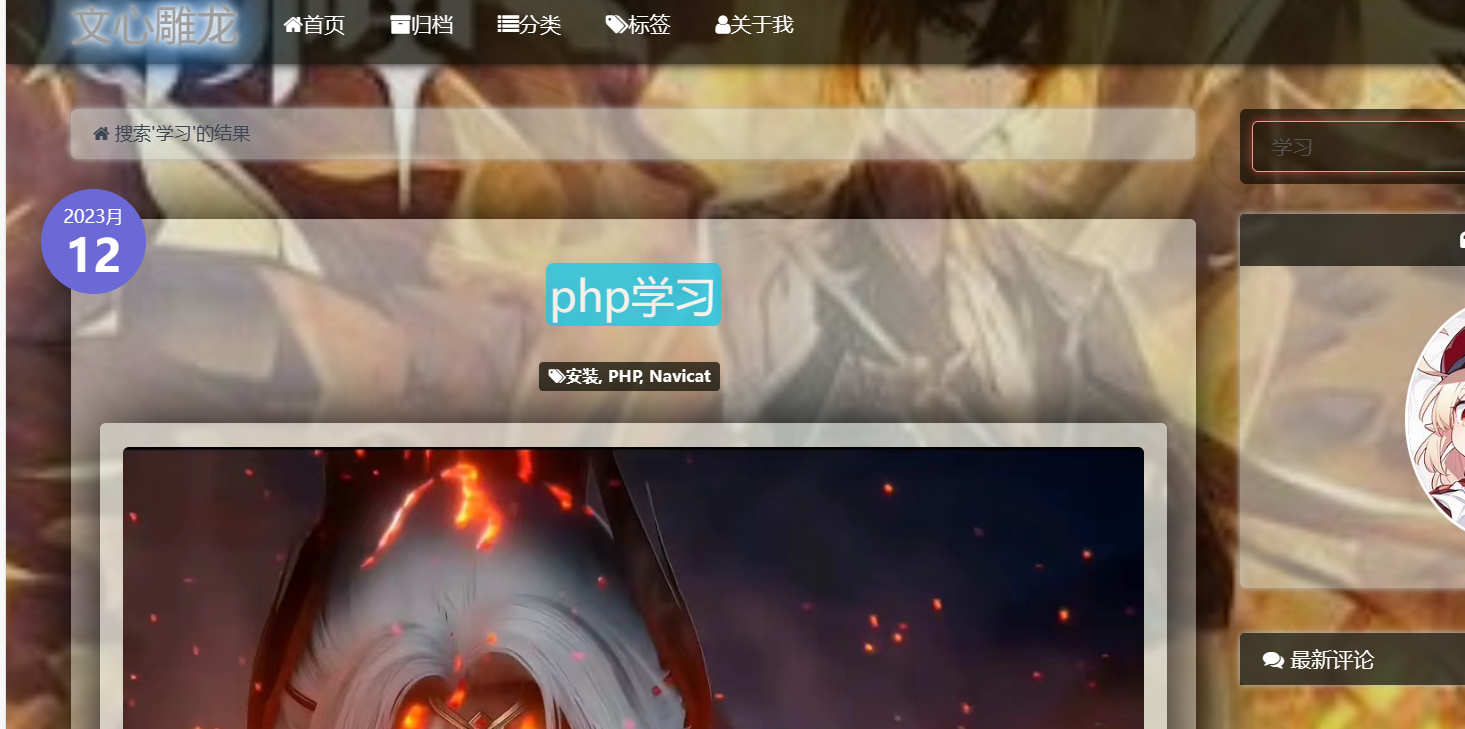 文心雕龙 首页 归档 分类 标签 关于我
搜索'学习'的结果
学习
2023月
12
php学习
安装, PHP, Navicat
最新评论